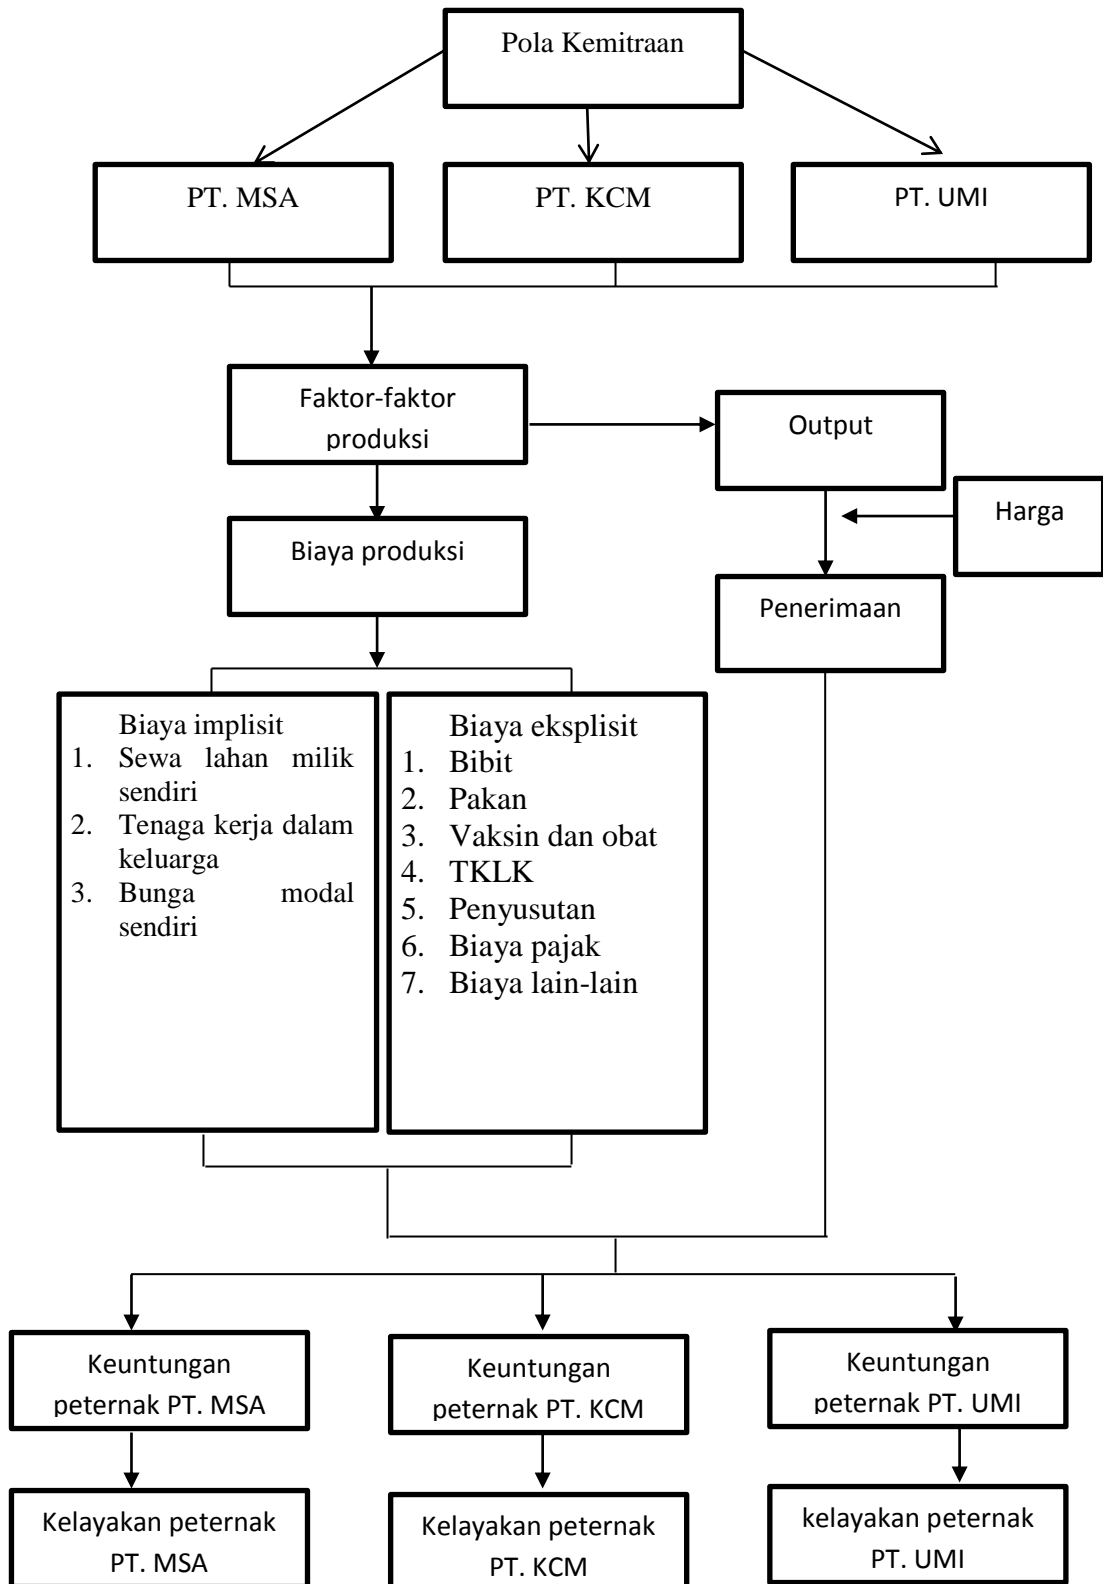 Pola Kemitraan
PT. MSA
PT. KCM
PT. UMI
Faktor-faktor
produksi
Output
Harga
Biaya produksi
Penerimaan
Biaya implisit
1. Sewa lahan milik
sendiri
2. Tenaga kerja dalam
keluarga
3. Bunga modal
sendiri
Biaya eksplisit
1. Bibit
2. Pakan
3. Vaksin dan obat
4. TKLK
5. Penyusutan
6. Biaya pajak
7. Biaya lain-lain
Keuntungan
peternak PT. MSA
Keuntungan
peternak PT. KCM
Keuntungan
peternak PT. UMI
Kelayakan peternak
PT. MSA
Kelayakan peternak
PT. KCM
kelayakan peternak
PT. UMI